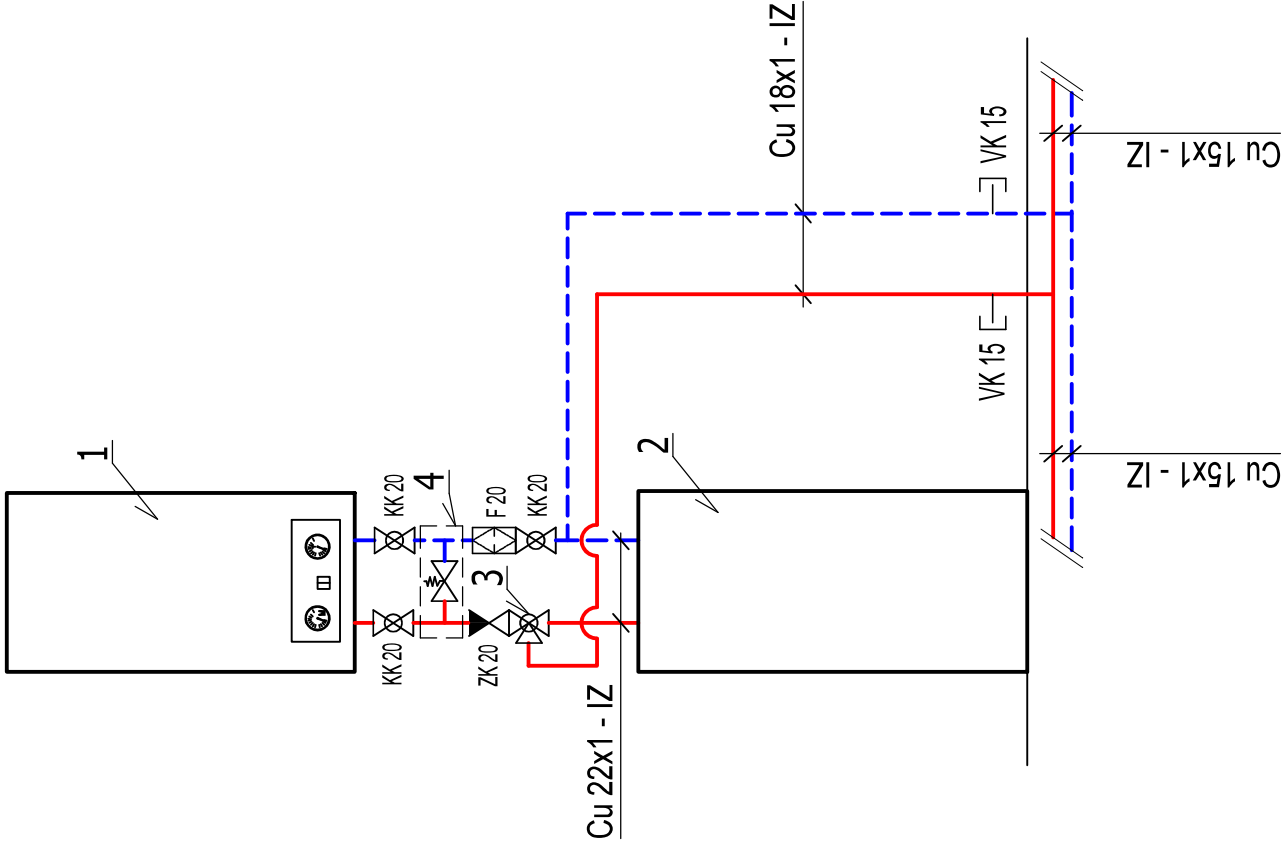 1
KK 20
4
F 20
KK 20
KK 20
ZK 20
3
2
Cu 22x1 - IZ
Cu 18x1 - IZ
VK 15
VK 15
Cu 15x1 - IZ
Cu 15x1 - IZ